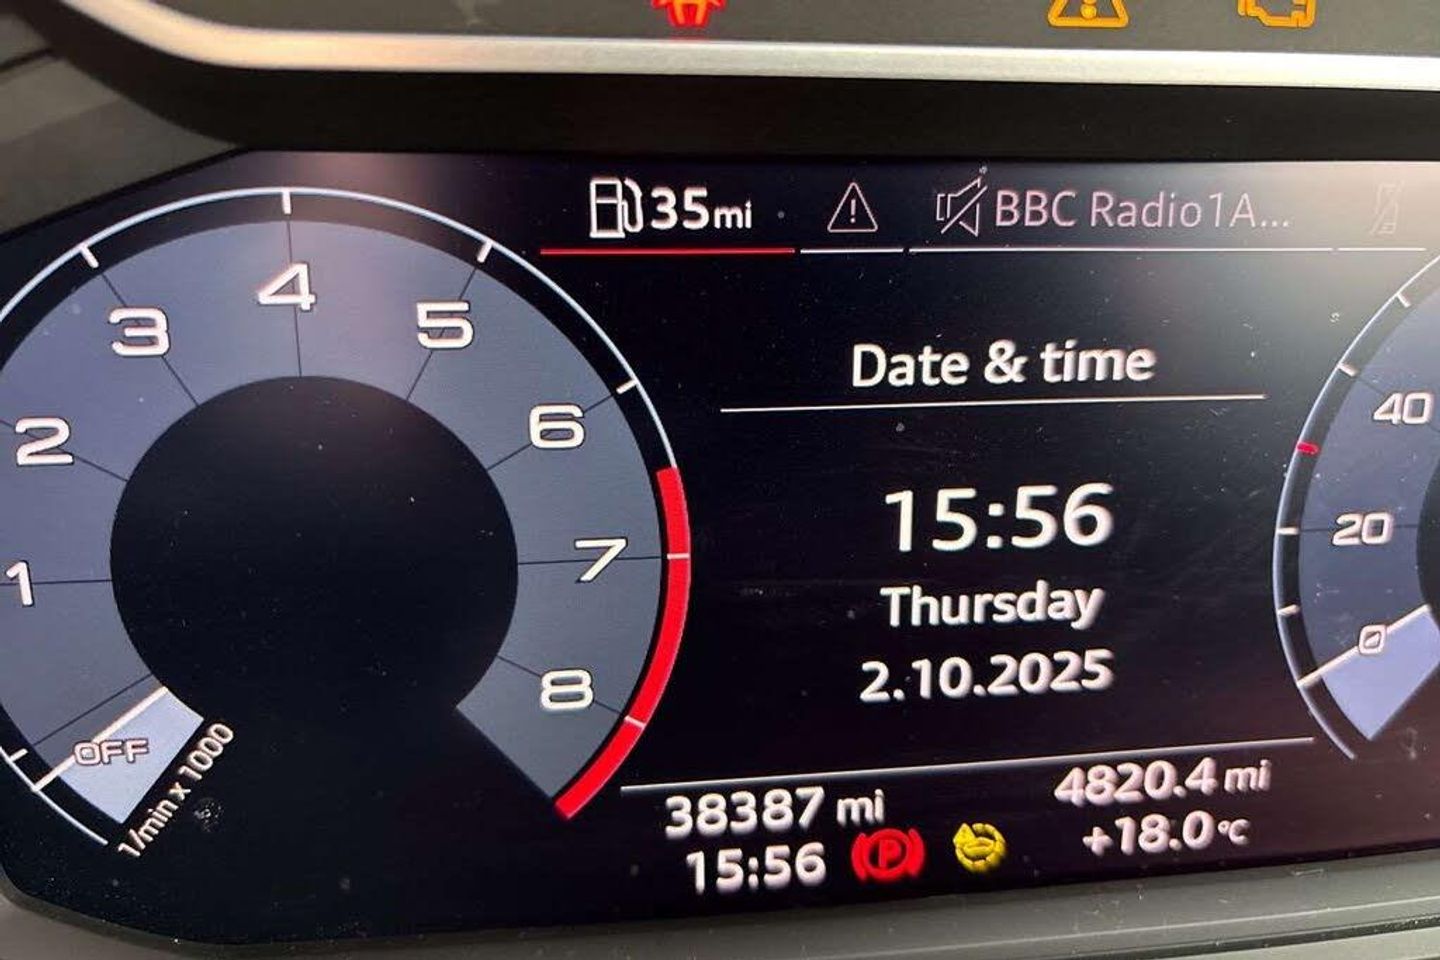 35mi
BBC Radio1A...
Date & time
15:56
Thursday
2.10.2025
38387 mi
4820.4 mi
15:56
P
+18.0°C
1
2
3
4
5
6
7
8
OFF
1/min x 1000
40
20
0